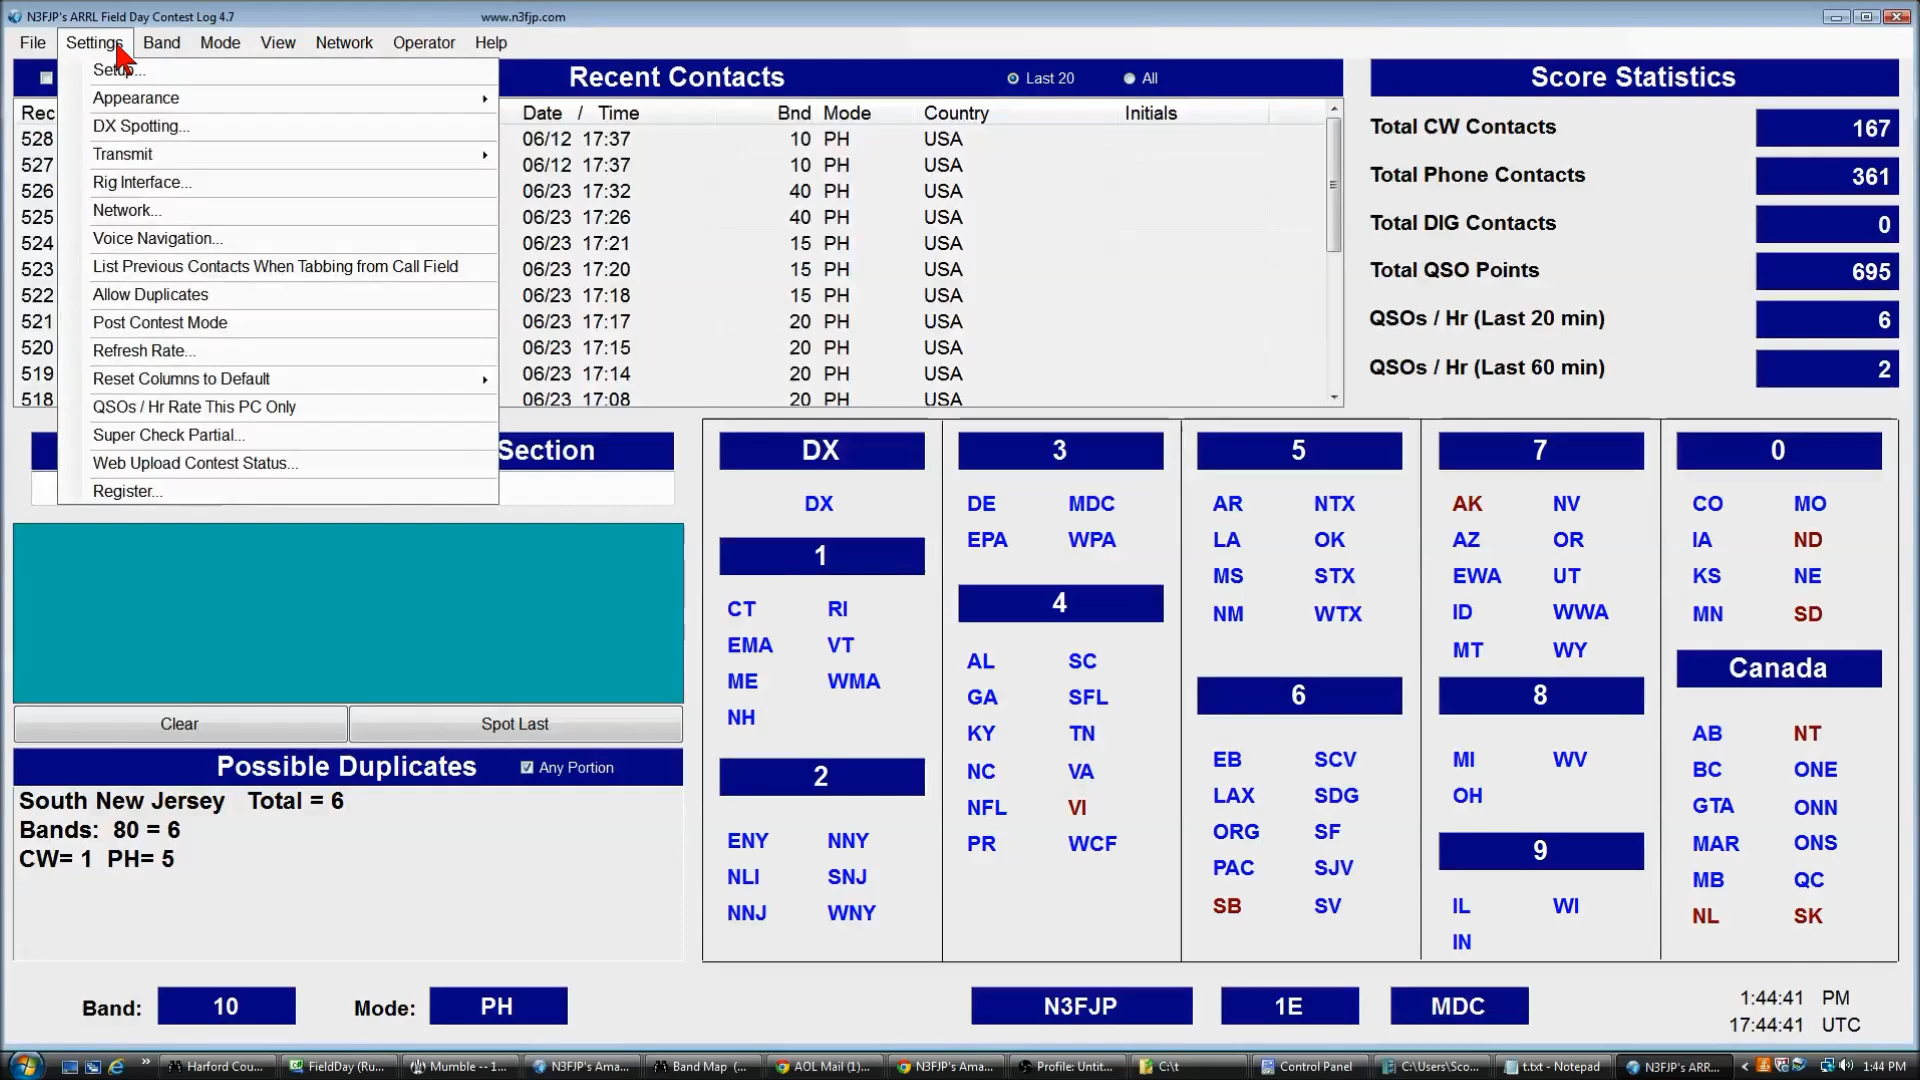 N3FJP's ARRL Field Day Contest Log 4.7 www.n3fjp.com
File Settings Band Mode View Network Operator Help
Setup...
Appearance
DX Spotting...
Transmit
Rig Interface...
Network...
Voice Navigation...
List Previous Contacts When Tabbing from Call Field
Allow Duplicates
Post Contest Mode
Refresh Rate...
Reset Columns to Default
QSOs / Hr Rate This PC Only
Super Check Partial...
Web Upload Contest Status...
Register...
Recent Contacts Last 20 All
Rec Date / Time Bnd Mode Country Initials
528 06/12 17:37 10 PH USA
527 06/12 17:37 10 PH USA
526 06/23 17:32 40 PH USA
525 06/23 17:26 40 PH USA
524 06/23 17:21 15 PH USA
523 06/23 17:20 15 PH USA
522 06/23 17:18 15 PH USA
521 06/23 17:17 20 PH USA
520 06/23 17:15 20 PH USA
519 06/23 17:14 20 PH USA
518 06/23 17:08 20 PH USA
Score Statistics
Total CW Contacts 167
Total Phone Contacts 361
Total DIG Contacts 0
Total QSO Points 695
QSOs / Hr (Last 20 min) 6
QSOs / Hr (Last 60 min) 2
Section
Clear Spot Last
Possible Duplicates Any Portion
South New Jersey Total = 6
Bands: 80 = 6
CW= 1 PH= 5
DX
DX
1
CT RI
EMA VT
ME WMA
NH
2
ENY NNY
NLI SNJ
NNJ WNY
3
DE MDC
EPA WPA
4
AL SC
GA SFL
KY TN
NC VA
NFL VI
PR WCF
5
AR NTX
LA OK
MS STX
NM WTX
6
EB SCV
LAX SDG
ORG SF
PAC SJV
SB SV
7
AK NV
AZ OR
EWA UT
ID WWA
MT WY
8
MI WV
OH
9
IL WI
IN
0
CO MO
IA ND
KS NE
MN SD
Canada
AB NT
BC ONE
GTA ONN
MAR ONS
MB QC
NL SK
Band: 10 Mode: PH N3FJP 1E MDC
1:44:41 PM
17:44:41 UTC
Harford Cou... FieldDay (Ru... Mumble -- 1... N3FJP's Ama... Band Map (... AOL Mail (1)... N3FJP's Ama... Profile: Untit... C:\t Control Panel C:\Users\Sco... t.txt - Notepad N3FJP's ARR... 1:44 PM